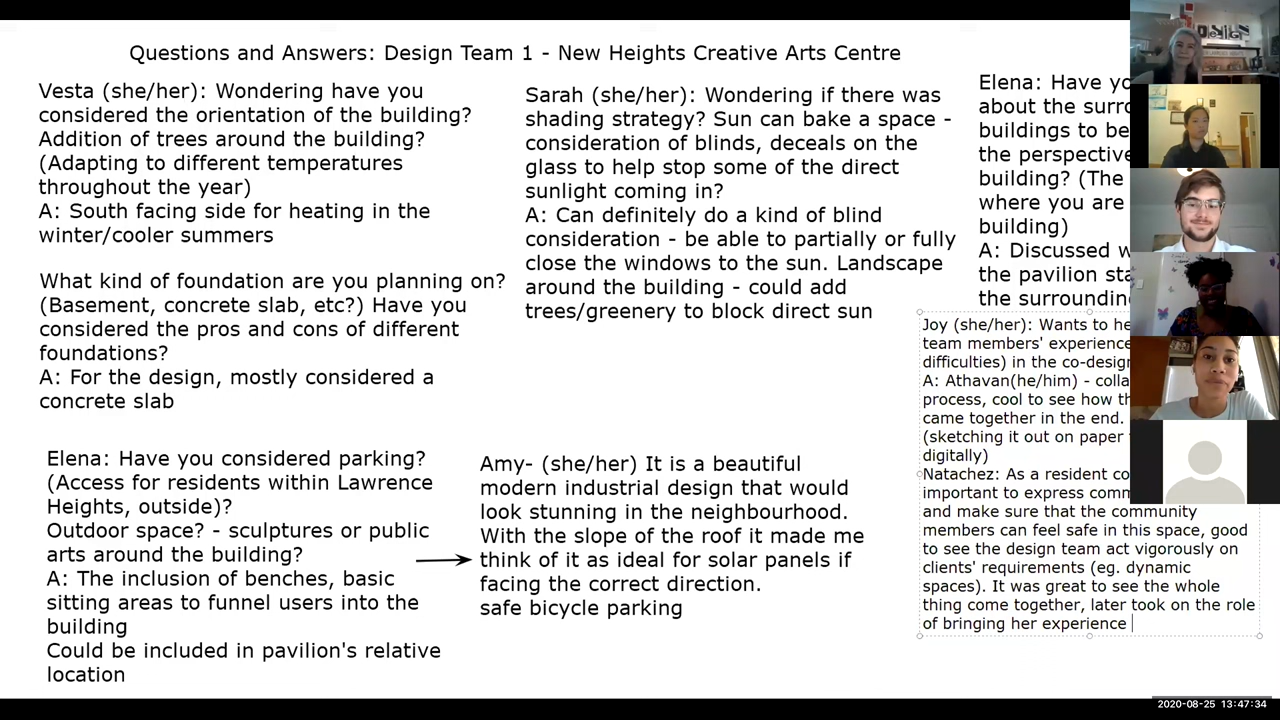 Questions and Answers: Design Team 1 - New Heights Creative Arts Centre
Vesta (she/her): Wondering have you
considered the orientation of the building?
Addition of trees around the building?
(Adapting to different temperatures
throughout the year)
A: South facing side for heating in the
winter/cooler summers
What kind of foundation are you planning on?
(Basement, concrete slab, etc?) Have you
considered the pros and cons of different
foundations?
A: For the design, mostly considered a
concrete slab
Elena: Have you considered parking?
(Access for residents within Lawrence
Heights, outside)?
Outdoor space? - sculptures or public
arts around the building?
A: The inclusion of benches, basic
sitting areas to funnel users into the
building
Could be included in pavilion's relative
location
Sarah (she/her): Wondering if there was
shading strategy? Sun can bake a space -
consideration of blinds, deceals on the
glass to help stop some of the direct
sunlight coming in?
A: Can definitely do a kind of blind
consideration - be able to partially or fully
close the windows to the sun. Landscape
around the building - could add
trees/greenery to block direct sun
Amy- (she/her) It is a beautiful
modern industrial design that would
look stunning in the neighbourhood.
With the slope of the roof it made me
think of it as ideal for solar panels if
facing the correct direction.
safe bicycle parking
Elena: Have yo
about the surro
buildings to be
the perspective
building? (The
where you are
building)
A: Discussed w
the pavilion sta
the surroundin
Joy (she/her): Wants to he
team members' experience
difficulties) in the co-desig
A: Athavan(he/him) - colla
process, cool to see how th
came together in the end.
(sketching it out on paper
digitally)
Natachez: As a resident co
important to express comm
and make sure that the community
members can feel safe in this space, good
to see the design team act vigorously on
clients' requirements (eg. dynamic
spaces). It was great to see the whole
thing come together, later took on the role
of bringing her experience
2020-08-25 13:47:34